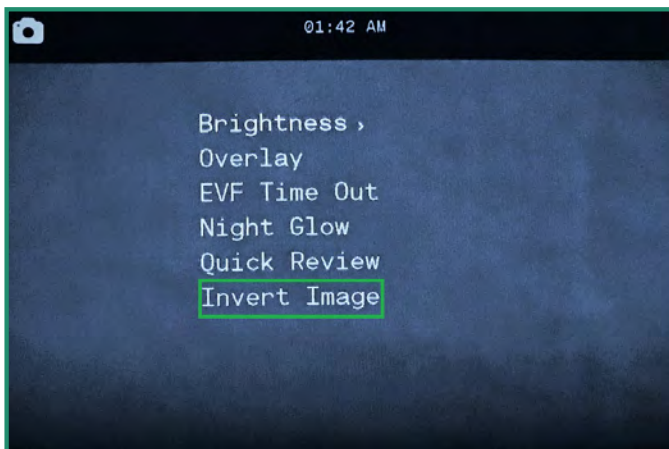 01:42 AM
Brightness ›
Overlay
EVF Time Out
Night Glow
Quick Review
Invert Image